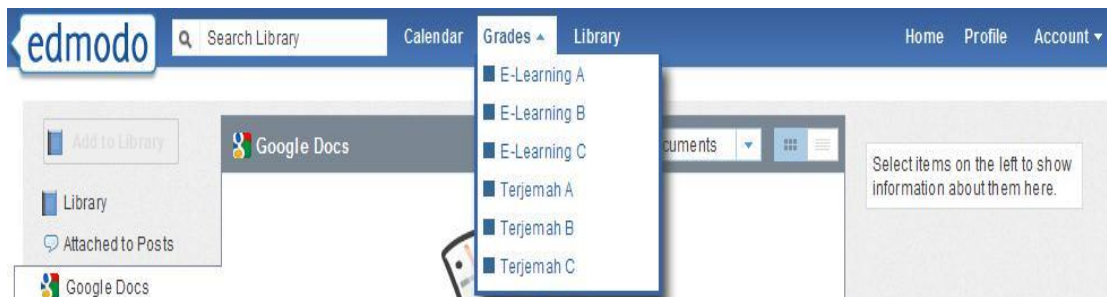 edmodo
Search Library
Calendar Grades Library
Home Profile Account
E-Learning A
E-Learning B
E-Learning C
Terjemah A
Terjemah B
Terjemah C
Add to Library
Library
Attached to Posts
Google Docs
Google Docs
Select items on the left to show
information about them here.